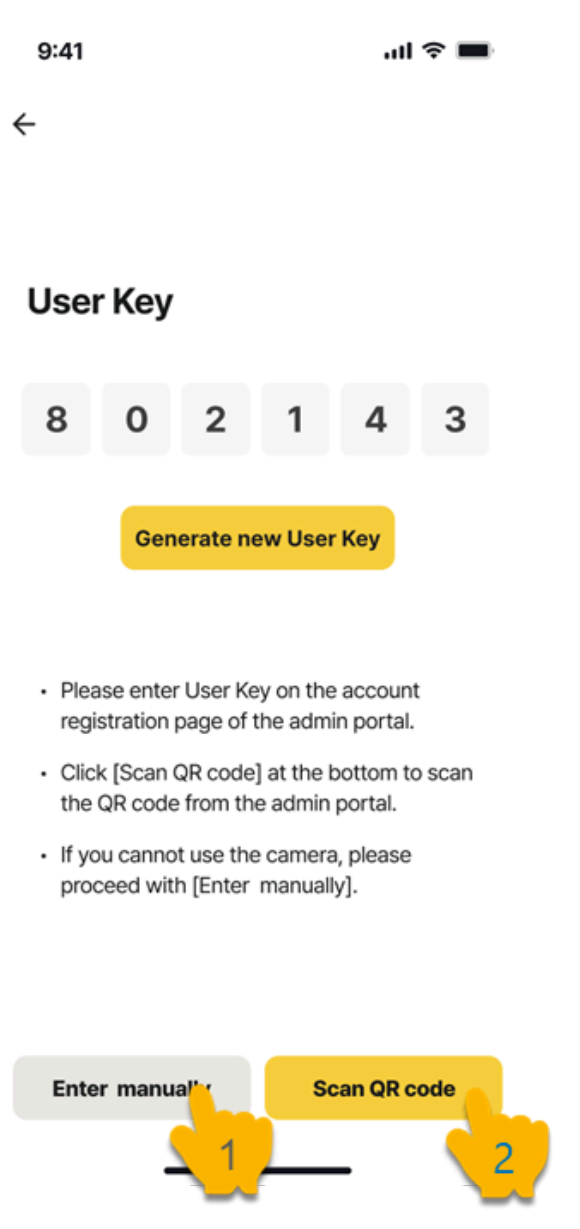 9:41
User Key
8 0 2 1 4 3
Generate new User Key
• Please enter User Key on the account
registration page of the admin portal.
• Click [Scan QR code] at the bottom to scan
the QR code from the admin portal.
• If you cannot use the camera, please
proceed with [Enter manually].
Enter manually Scan QR code
1 2